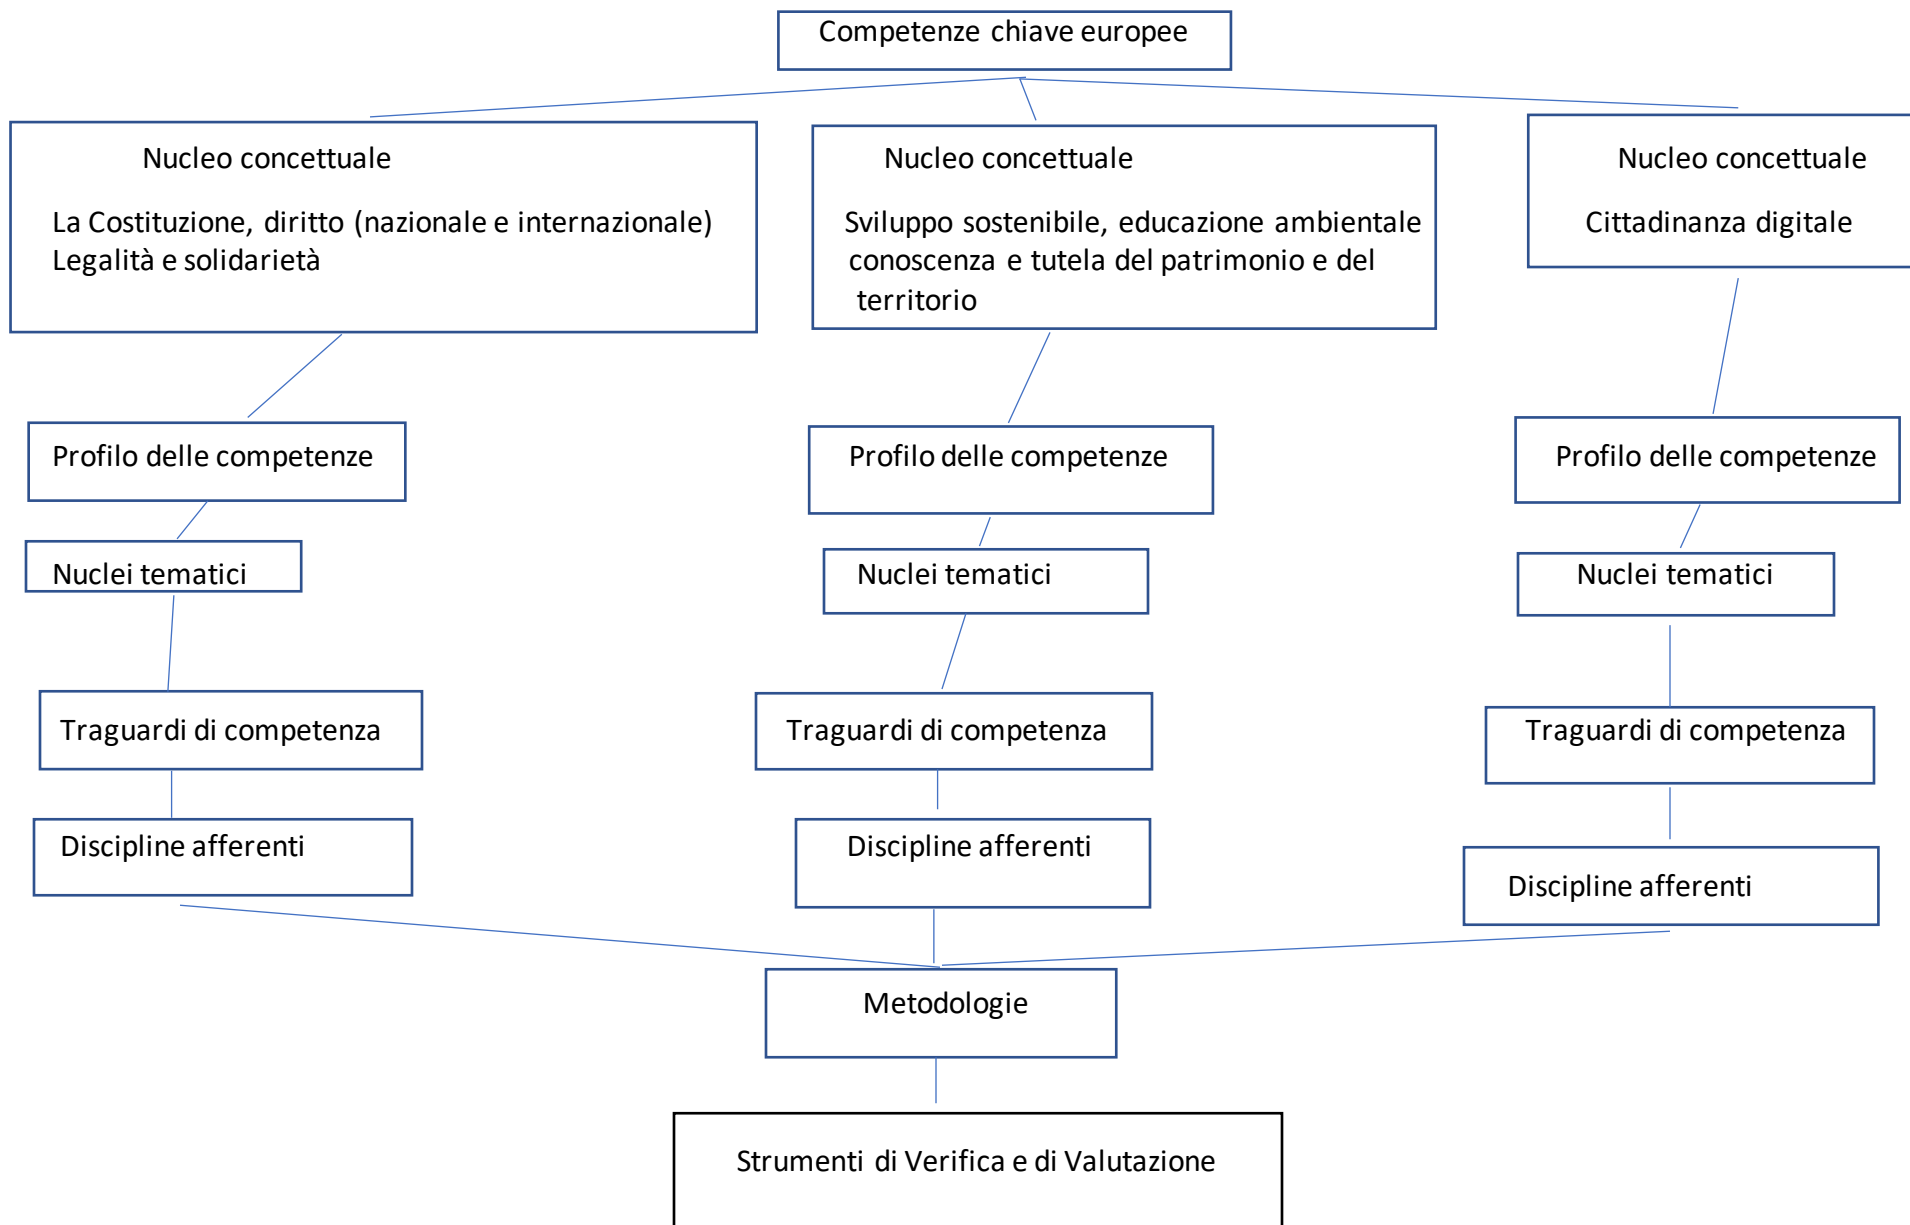 Competenze chiave europee
Nucleo concettuale
La Costituzione, diritto (nazionale e internazionale)
Legalità e solidarietà
Nucleo concettuale
Sviluppo sostenibile, educazione ambientale
conoscenza e tutela del patrimonio e del
territorio
Nucleo concettuale
Cittadinanza digitale
Profilo delle competenze
Profilo delle competenze
Profilo delle competenze
Nuclei tematici
Nuclei tematici
Nuclei tematici
Traguardi di competenza
Traguardi di competenza
Traguardi di competenza
Discipline afferenti
Discipline afferenti
Discipline afferenti
Metodologie
Strumenti di Verifica e di Valutazione